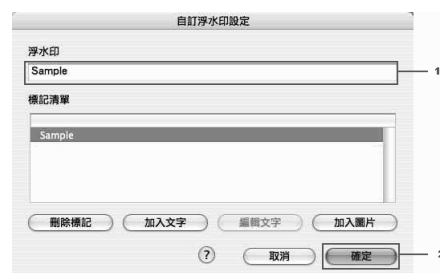 自訂浮水印設定
浮水印
Sample
1
標記清單
Sample
刪除標記 加入文字 編輯文字 加入圖片
? 取消 確定